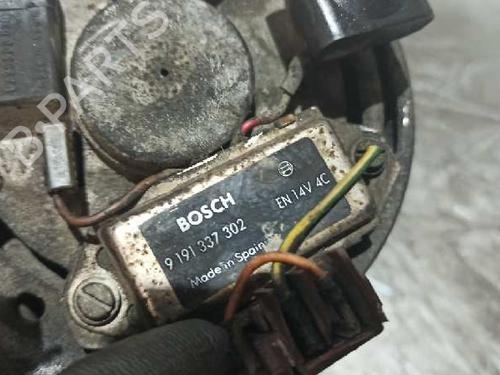 BOSCH
EN 14V 4C
9 191 337 302
Made in Spain
B-PARTS